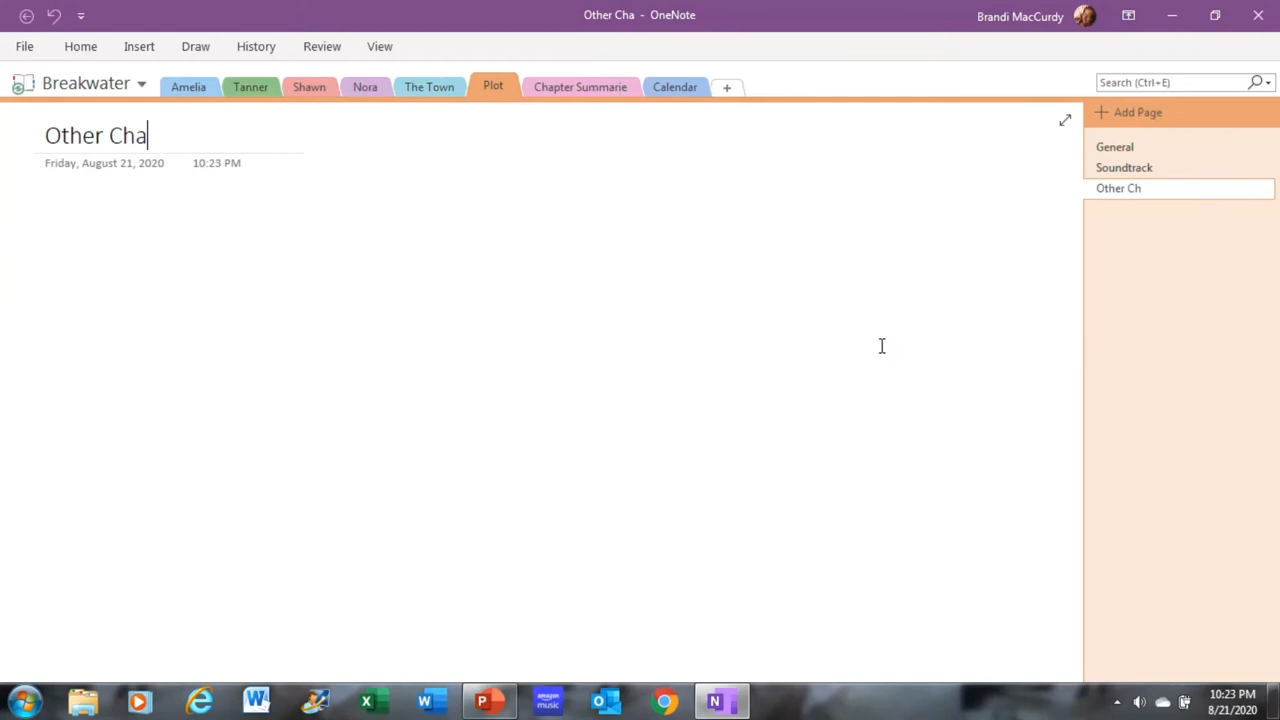 Other Cha - OneNote
Brandi MacCurdy
File Home Insert Draw History Review View
Breakwater Amelia Tanner Shawn Nora The Town Plot Chapter Summarie Calendar +
Search (Ctrl+E)
Add Page
Other Cha
Friday, August 21, 2020 10:23 PM
General
Soundtrack
Other Ch
amazon music
10:23 PM
8/21/2020